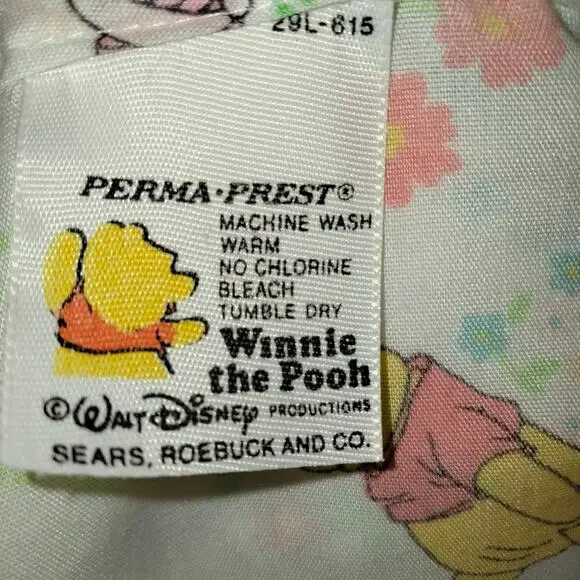 29L-615
PERMA·PREST®
MACHINE WASH
WARM
NO CHLORINE
BLEACH
TUMBLE DRY
Winnie
the Pooh
© WALT DISNEY PRODUCTIONS
SEARS, ROEBUCK AND CO.